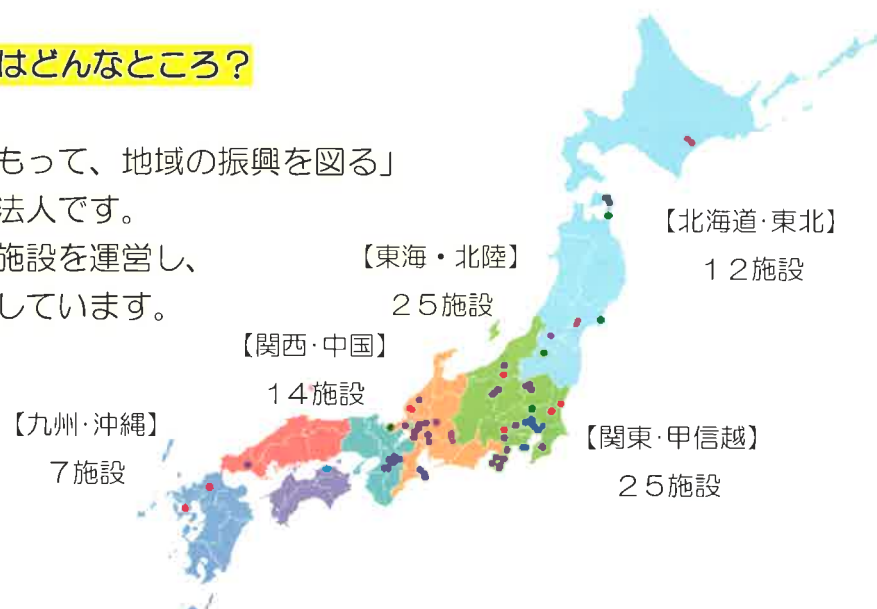 はどんなところ？
もって、地域の振興を図る」
法人です。
施設を運営し、
しています。
【北海道･東北】
１２施設
【東海・北陸】
２５施設
【関西･中国】
１４施設
【九州･沖縄】
７施設
【関東･甲信越】
２５施設